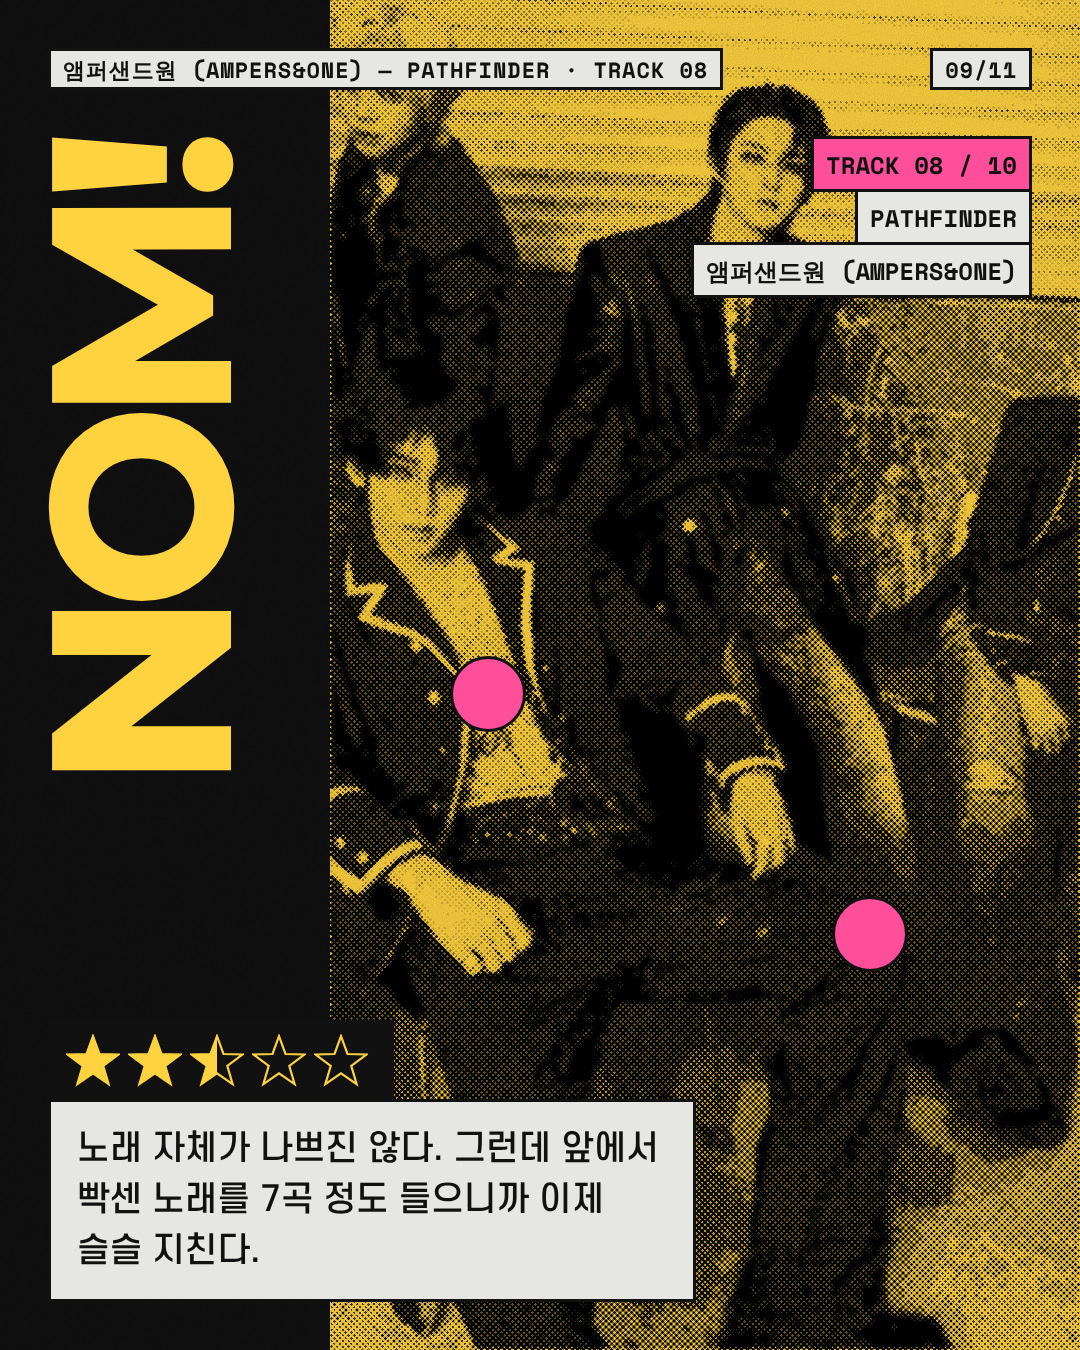 앰퍼샌드원 (AMPERS&ONE) — PATHFINDER · TRACK 08
09/11
TRACK 08 / 10
PATHFINDER
앰퍼샌드원 (AMPERS&ONE)
NOM!
노래 자체가 나쁘진 않다. 그런데 앞에서
빡센 노래를 7곡 정도 들으니까 이제
슬슬 지친다.